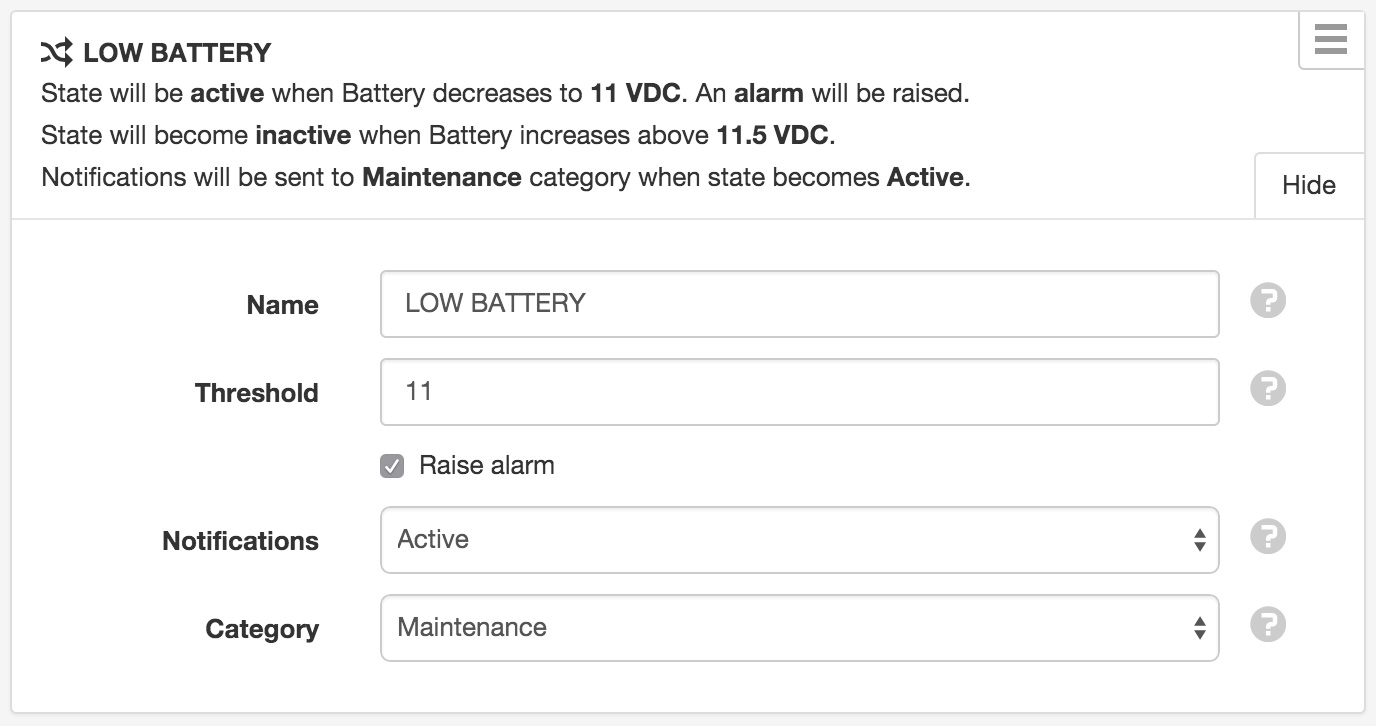 LOW BATTERY
State will be active when Battery decreases to 11 VDC. An alarm will be raised.
State will become inactive when Battery increases above 11.5 VDC.
Notifications will be sent to Maintenance category when state becomes Active.
Hide
Name LOW BATTERY ?
Threshold 11 ?
Raise alarm
Notifications Active ?
Category Maintenance ?